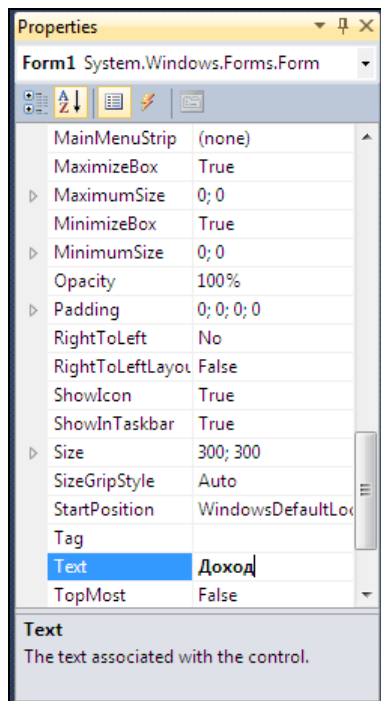 Properties
Form1 System.Windows.Forms.Form
MainMenuStrip (none)
MaximizeBox True
MaximumSize 0; 0
MinimizeBox True
MinimumSize 0; 0
Opacity 100%
Padding 0; 0; 0; 0
RightToLeft No
RightToLeftLayou False
ShowIcon True
ShowInTaskbar True
Size 300; 300
SizeGripStyle Auto
StartPosition WindowsDefaultLoc
Tag
Text Доход
TopMost False
Text
The text associated with the control.